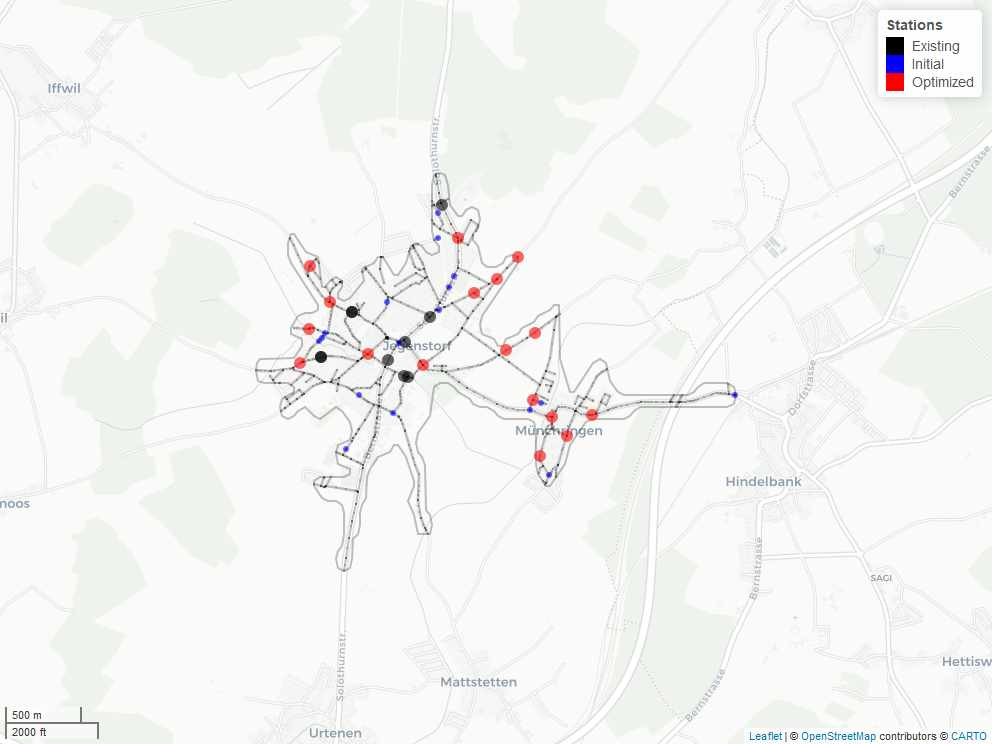 Stations
Existing
Initial
Optimized
Iffwil
Solothurnstr.
Bernstrasse
il
Jegenstorf
Dorfstrasse
Bernstrasse
Münchringen
Hindelbank
moos
Bernstrasse
SAGI
Solothurnstr.
Hettisw
Mattstetten
Bernstrasse
500 m
2000 ft
Urtenen
Leaflet | © OpenStreetMap contributors © CARTO